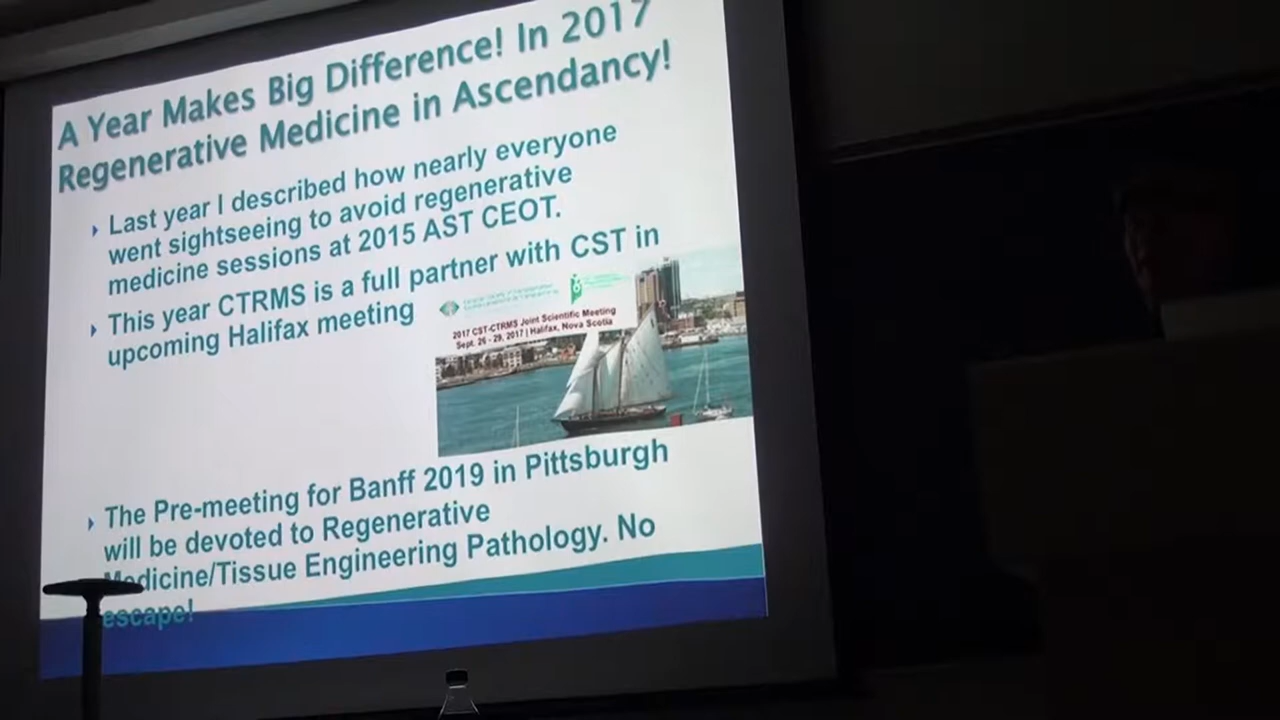 A Year Makes Big Difference! In 2017
Regenerative Medicine in Ascendancy!
Last year I described how nearly everyone
went sightseeing to avoid regenerative
medicine sessions at 2015 AST CEOT.
This year CTRMS is a full partner with CST in
upcoming Halifax meeting
2017 CST-CTRMS Joint Scientific Meeting
Sept. 26 - 29, 2017 | Halifax, Nova Scotia
The Pre-meeting for Banff 2019 in Pittsburgh
will be devoted to Regenerative
Medicine/Tissue Engineering Pathology. No
escape!